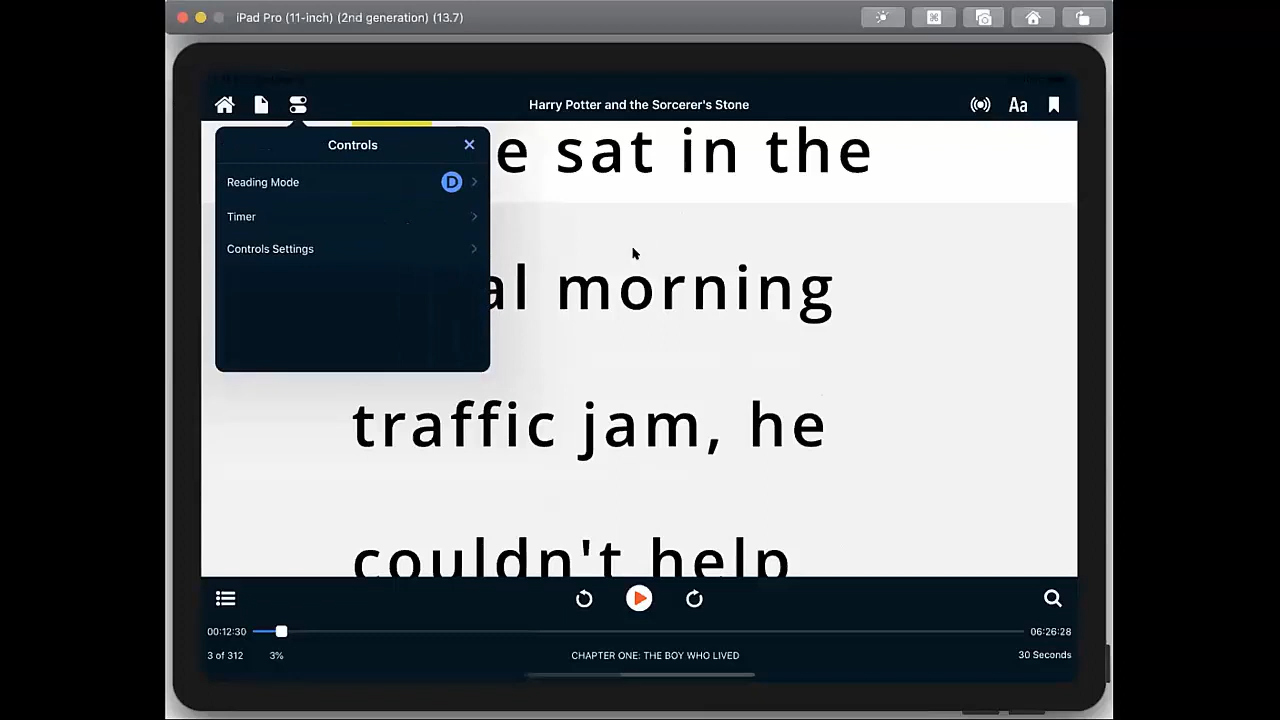 iPad Pro (11-inch) (2nd generation) (13.7)
Harry Potter and the Sorcerer's Stone
Aa
Controls
Reading Mode D
Timer
Controls Settings
e sat in the
al morning
traffic jam, he
couldn't help
00:12:30
06:26:28
3 of 312
3%
CHAPTER ONE: THE BOY WHO LIVED
30 Seconds